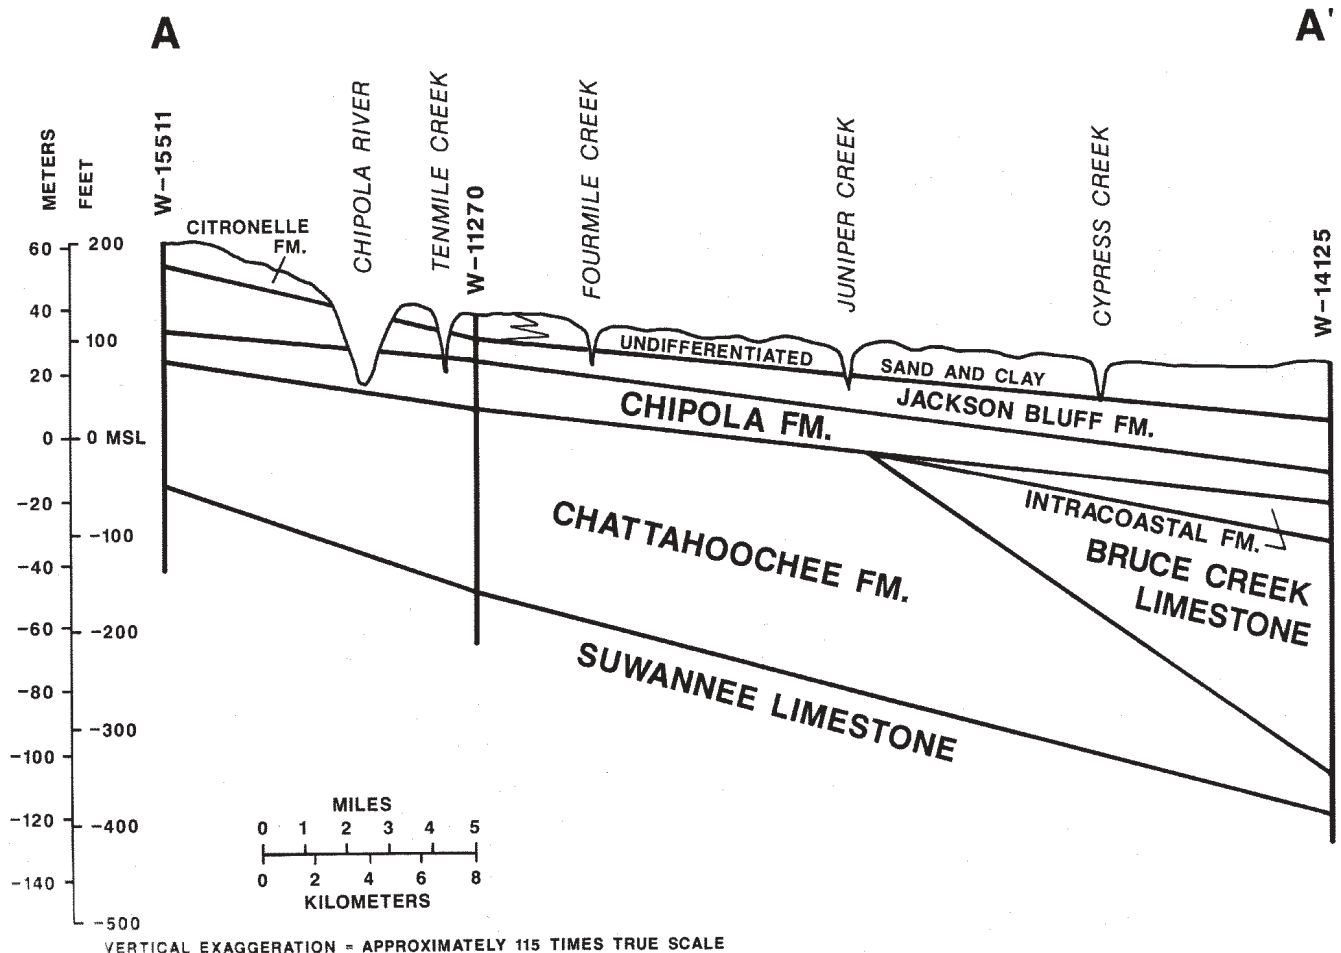 A
A'
METERS
FEET
W-15511
CHIPOLA RIVER
TENMILE CREEK
W-11270
FOURMILE CREEK
JUNIPER CREEK
CYPRESS CREEK
W-14125
CITRONELLE
FM.
60
200
40
100
20
0
0 MSL
-20
-100
-40
-60
-200
-80
-300
-100
-120
-400
-140
-500
UNDIFFERENTIATED
SAND AND CLAY
JACKSON BLUFF FM.
CHIPOLA FM.
INTRACOASTAL FM.
BRUCE CREEK
LIMESTONE
CHATTAHOOCHEE FM.
SUWANNEE LIMESTONE
MILES
0 1 2 3 4 5
0 2 4 6 8
KILOMETERS
VERTICAL EXAGGERATION = APPROXIMATELY 115 TIMES TRUE SCALE